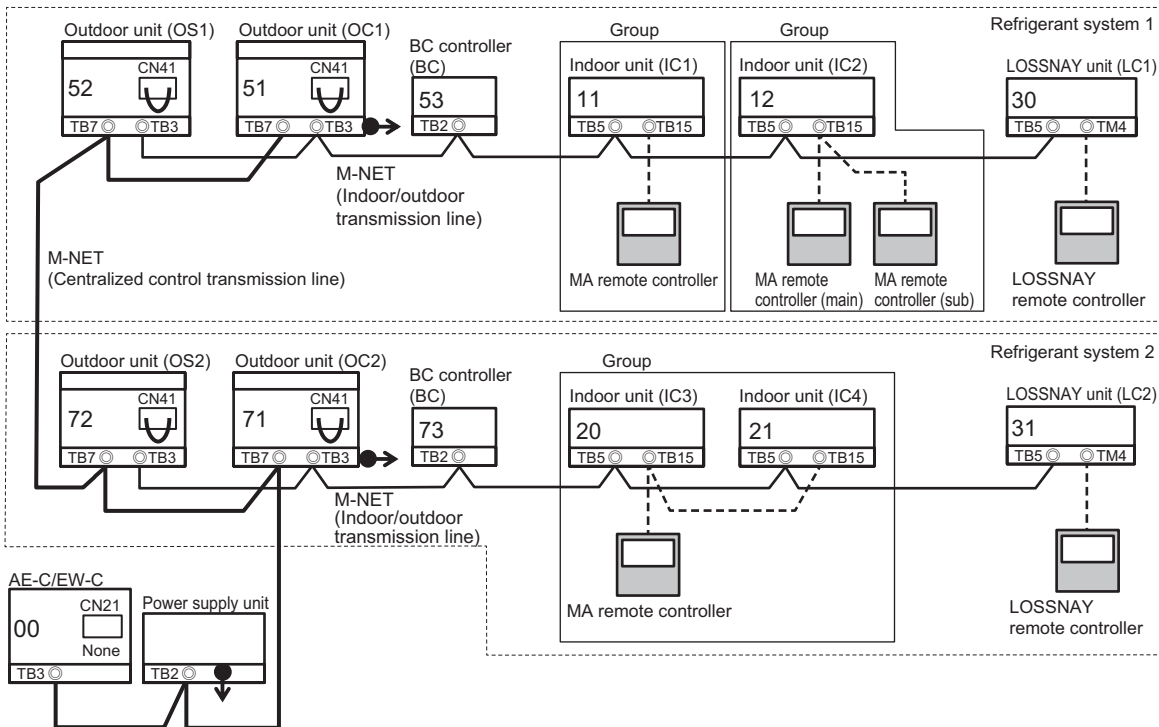 Refrigerant system 1
Outdoor unit (OS1)
52
CN41
TB7 TB3
Outdoor unit (OC1)
51
CN41
TB7 TB3
BC controller
(BC)
53
TB2
Group
Indoor unit (IC1)
11
TB5 TB15
MA remote controller
Group
Indoor unit (IC2)
12
TB5 TB15
MA remote
controller (main)
MA remote
controller (sub)
LOSSNAY unit (LC1)
30
TB5 TM4
LOSSNAY
remote controller
M-NET
(Indoor/outdoor
transmission line)
M-NET
(Centralized control transmission line)
Refrigerant system 2
Outdoor unit (OS2)
72
CN41
TB7 TB3
Outdoor unit (OC2)
71
CN41
TB7 TB3
BC controller
(BC)
73
TB2
Group
Indoor unit (IC3)
20
TB5 TB15
Indoor unit (IC4)
21
TB5 TB15
MA remote controller
LOSSNAY unit (LC2)
31
TB5 TM4
LOSSNAY
remote controller
M-NET
(Indoor/outdoor
transmission line)
AE-C/EW-C
00
CN21
None
TB3
Power supply unit
TB2